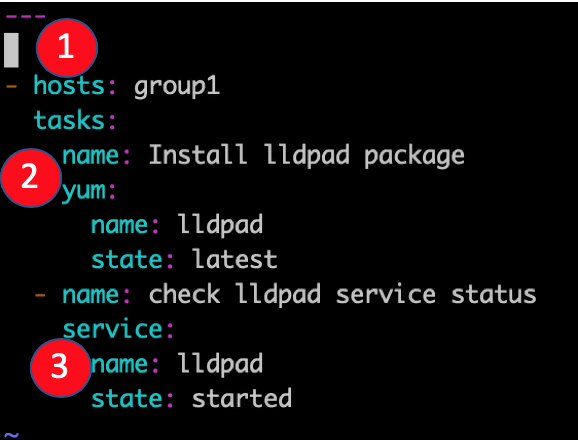 ---
1
- hosts: group1
  tasks:
    name: Install lldpad package
2
    yum:
      name: lldpad
      state: latest
  - name: check lldpad service status
    service:
3
      name: lldpad
      state: started
~